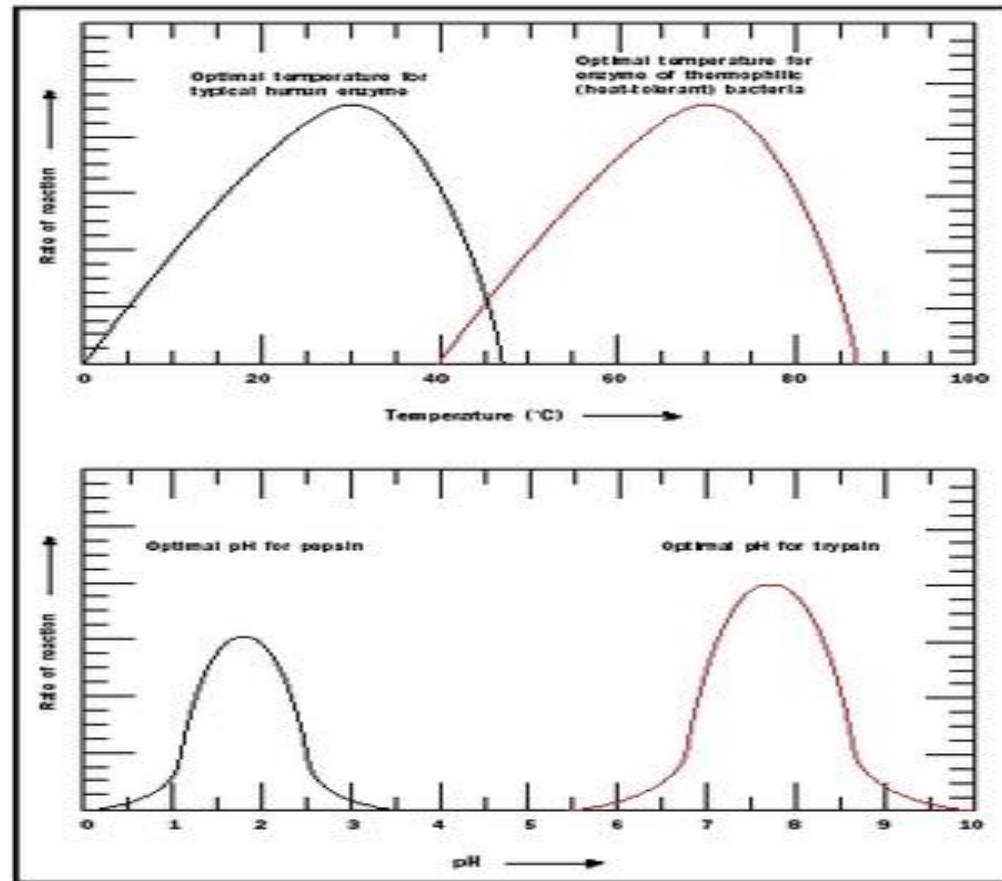 Optimal temperature for
typical human enzyme
Optimal temperature for
enzyme of thermophilic
(heat-tolerant) bacteria
Rate of reaction
0 20 40 60 80 100
Temperature (°C)
Optimal pH for pepsin
Optimal pH for trypsin
Rate of reaction
0 1 2 3 4 5 6 7 8 9 10
pH